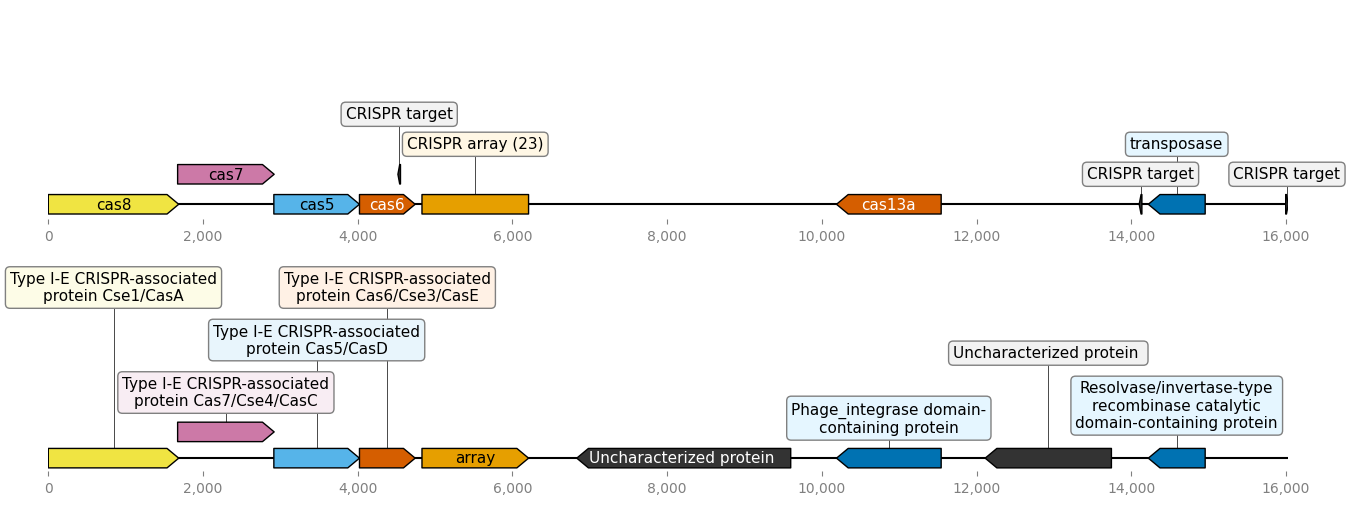 CRISPR target
CRISPR array (23)
transposase
cas7
CRISPR target
CRISPR target
cas8
cas5
cas6
cas13a
0
2,000
4,000
6,000
8,000
10,000
12,000
14,000
16,000
Type I-E CRISPR-associated
protein Cse1/CasA
Type I-E CRISPR-associated
protein Cas6/Cse3/CasE
Type I-E CRISPR-associated
protein Cas5/CasD
Uncharacterized protein
Type I-E CRISPR-associated
protein Cas7/Cse4/CasC
Phage_integrase domain-
containing protein
Resolvase/invertase-type
recombinase catalytic
domain-containing protein
array
Uncharacterized protein
0
2,000
4,000
6,000
8,000
10,000
12,000
14,000
16,000